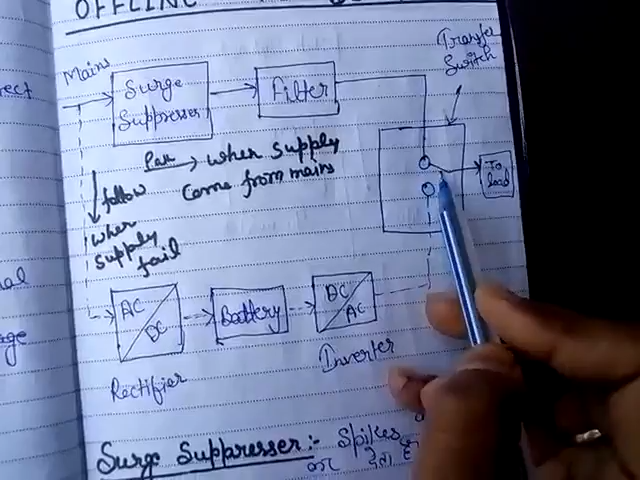 OFFLINE
Mains
Surge
Suppresser
Filter
Transfer
Switch
To
load
when supply
come from mains
follow
when
supply
fail
AC
DC
Battery
DC
AC
Rectifier
Inverter
Surge Suppresser:- Spikes